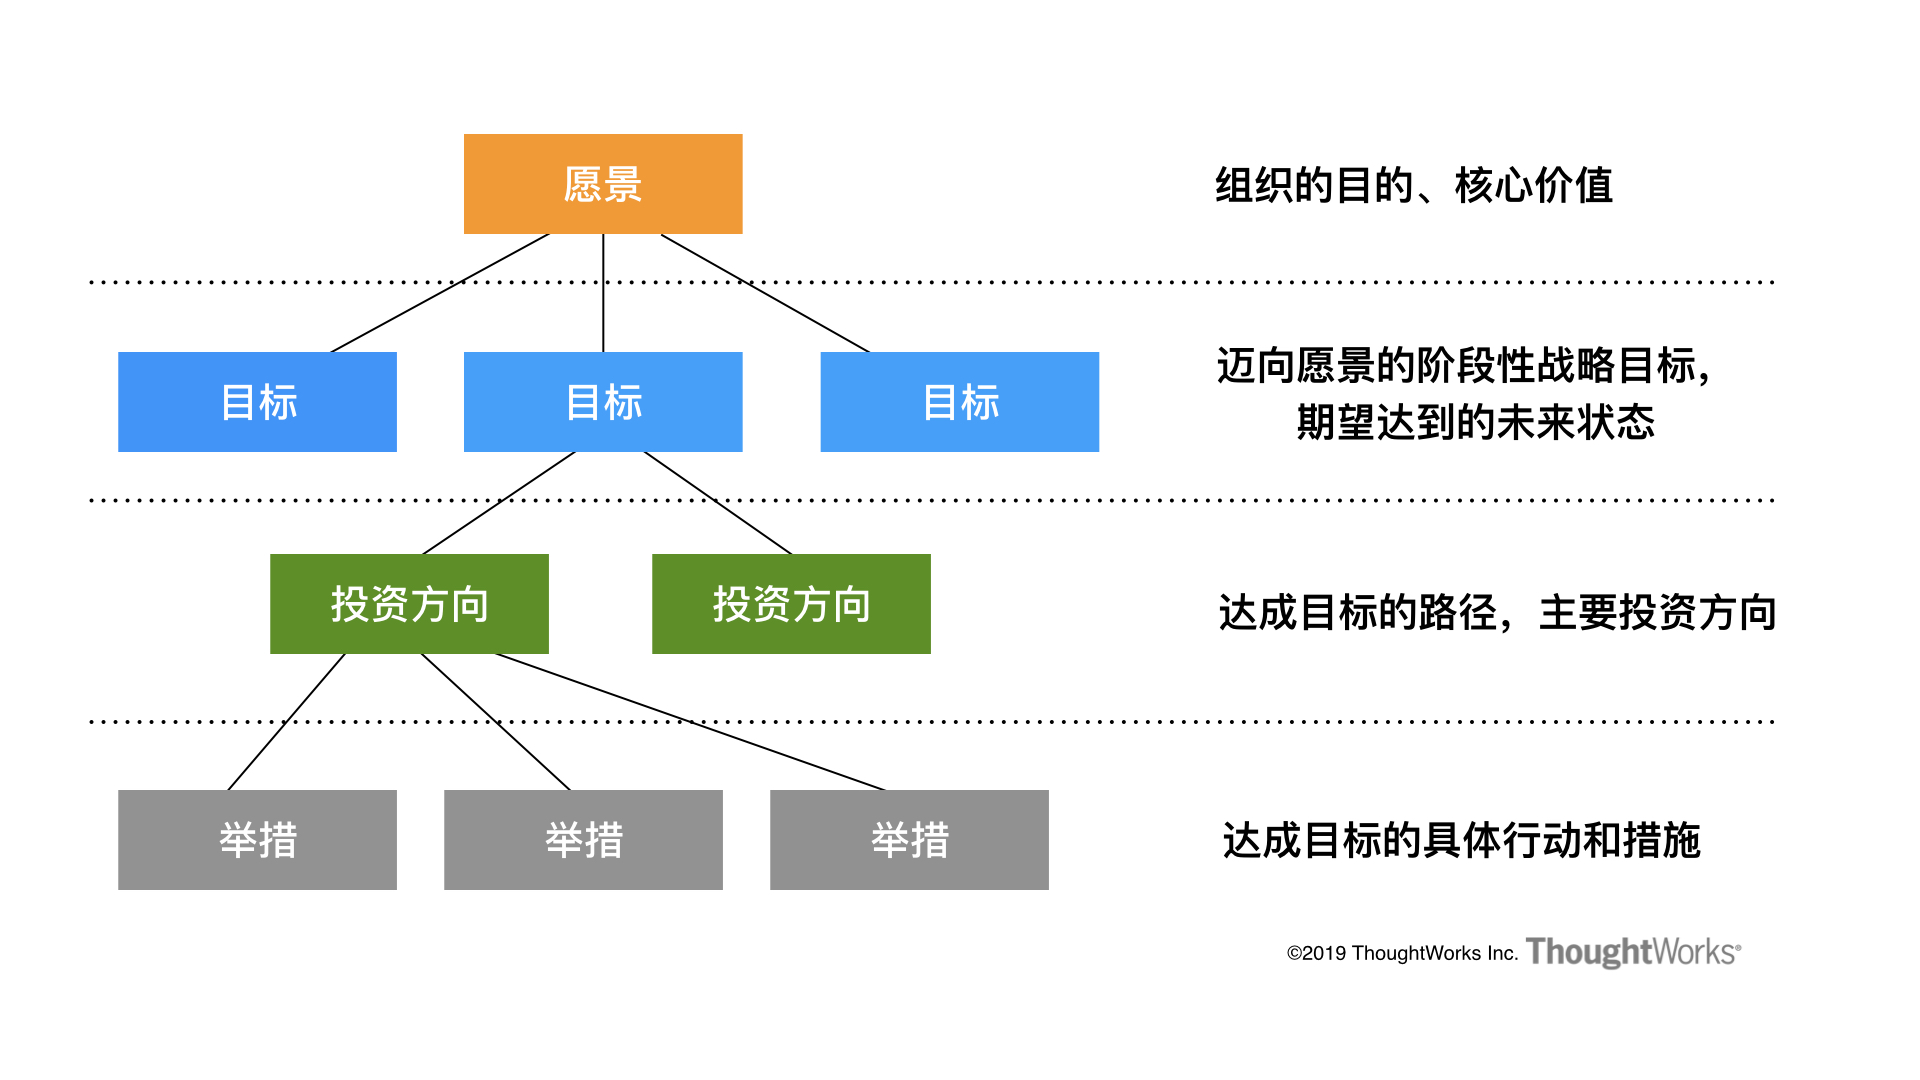 愿景
组织的目的、核心价值
目标
目标
目标
迈向愿景的阶段性战略目标，
期望达到的未来状态
投资方向
投资方向
达成目标的路径，主要投资方向
举措
举措
举措
达成目标的具体行动和措施
©2019 ThoughtWorks Inc. ThoughtWorks®